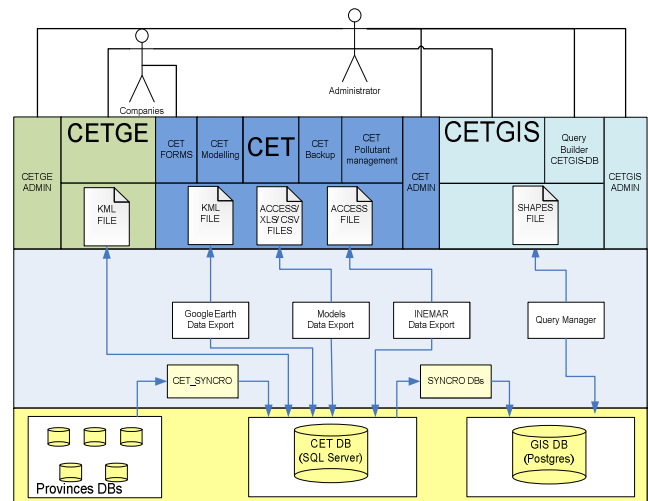 Companies
Administrator
CETGE
ADMIN
CETGE
CET
FORMS
CET
Modelling
CET
CET
Backup
CET
Pollutant
management
CET
ADMIN
CETGIS
Query
Builder
CETGIS-DB
CETGIS
ADMIN
KML
FILE
KML
FILE
ACCESS/
XLS/CSV
FILES
ACCESS
FILE
SHAPES
FILE
GoogleEarth
Data Export
Models
Data Export
INEMAR
Data Export
Query Manager
CET_SYNCRO
SYNCRO DBs
Provinces DBs
CET DB
(SQL Server)
GIS DB
(Postgres)